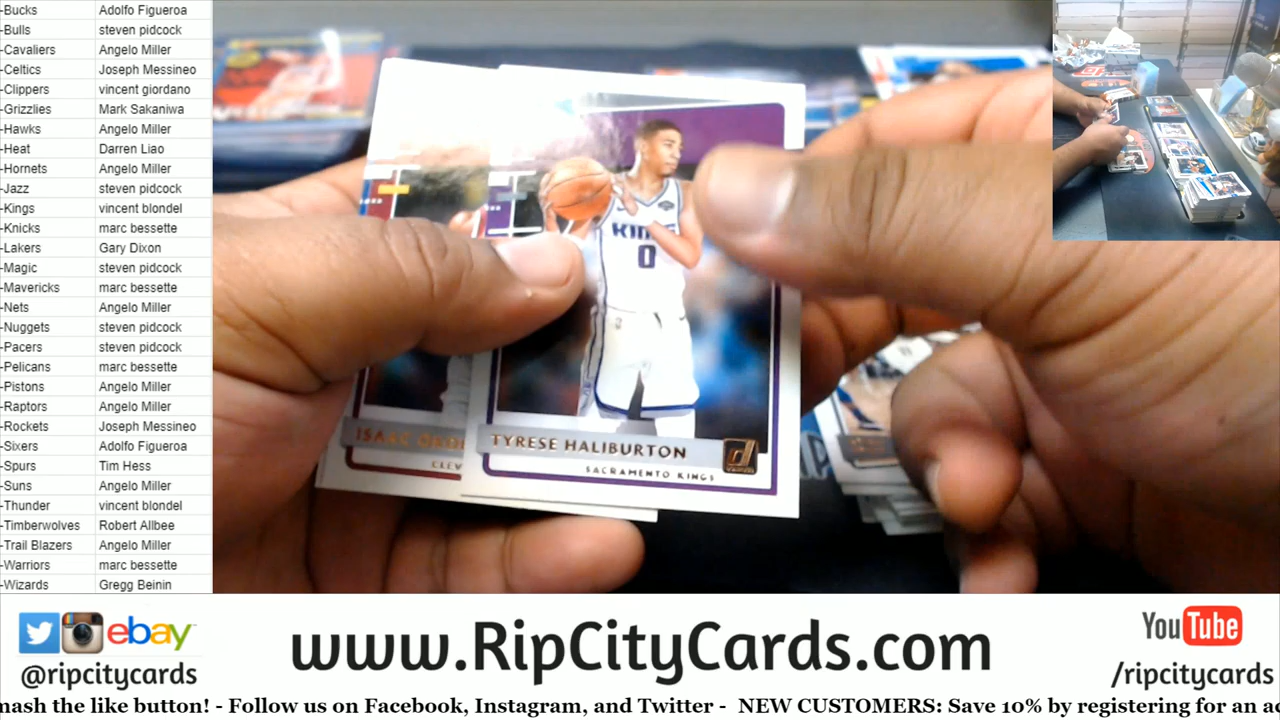 -Bucks Adolfo Figueroa
-Bulls steven pidcock
-Cavaliers Angelo Miller
-Celtics Joseph Messineo
-Clippers vincent giordano
-Grizzlies Mark Sakaniwa
-Hawks Angelo Miller
-Heat Darren Liao
-Hornets Angelo Miller
-Jazz steven pidcock
-Kings vincent blondel
-Knicks marc bessette
-Lakers Gary Dixon
-Magic steven pidcock
-Mavericks marc bessette
-Nets Angelo Miller
-Nuggets steven pidcock
-Pacers steven pidcock
-Pelicans marc bessette
-Pistons Angelo Miller
-Raptors Angelo Miller
-Rockets Joseph Messineo
-Sixers Adolfo Figueroa
-Spurs Tim Hess
-Suns Angelo Miller
-Thunder vincent blondel
-Timberwolves Robert Allbee
-Trail Blazers Angelo Miller
-Warriors marc bessette
-Wizards Gregg Beinin
KINGS
0
ISAAC
CLEV
TYRESE HALIBURTON
SACRAMENTO KINGS
ebay
@ripcitycards
www.RipCityCards.com
YouTube
/ripcitycards
mash the like button! - Follow us on Facebook, Instagram, and Twitter - NEW CUSTOMERS: Save 10% by registering for an ac